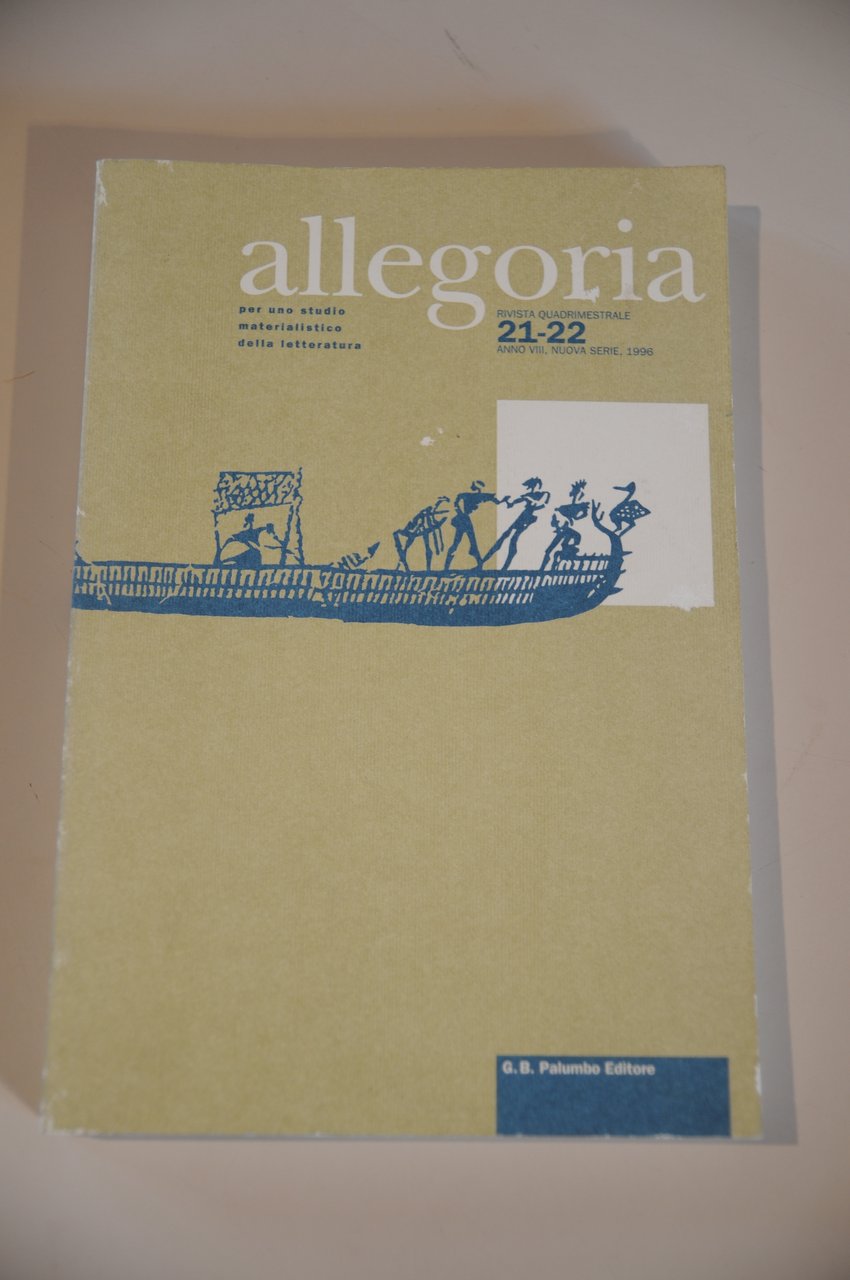 allegoria
per uno studio
materialistico
della letteratura
RIVISTA QUADRIMESTRALE
21-22
ANNO VIII, NUOVA SERIE, 1996
G. B. Palumbo Editore